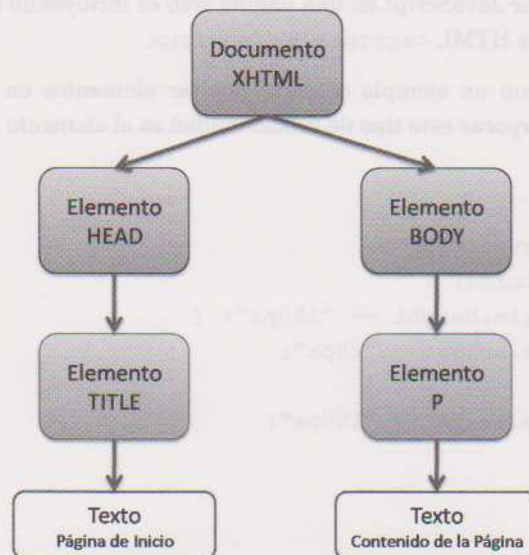 Documento
XHTML
Elemento
HEAD
Elemento
BODY
Elemento
TITLE
Elemento
P
Texto
Página de Inicio
Texto
Contenido de la Página